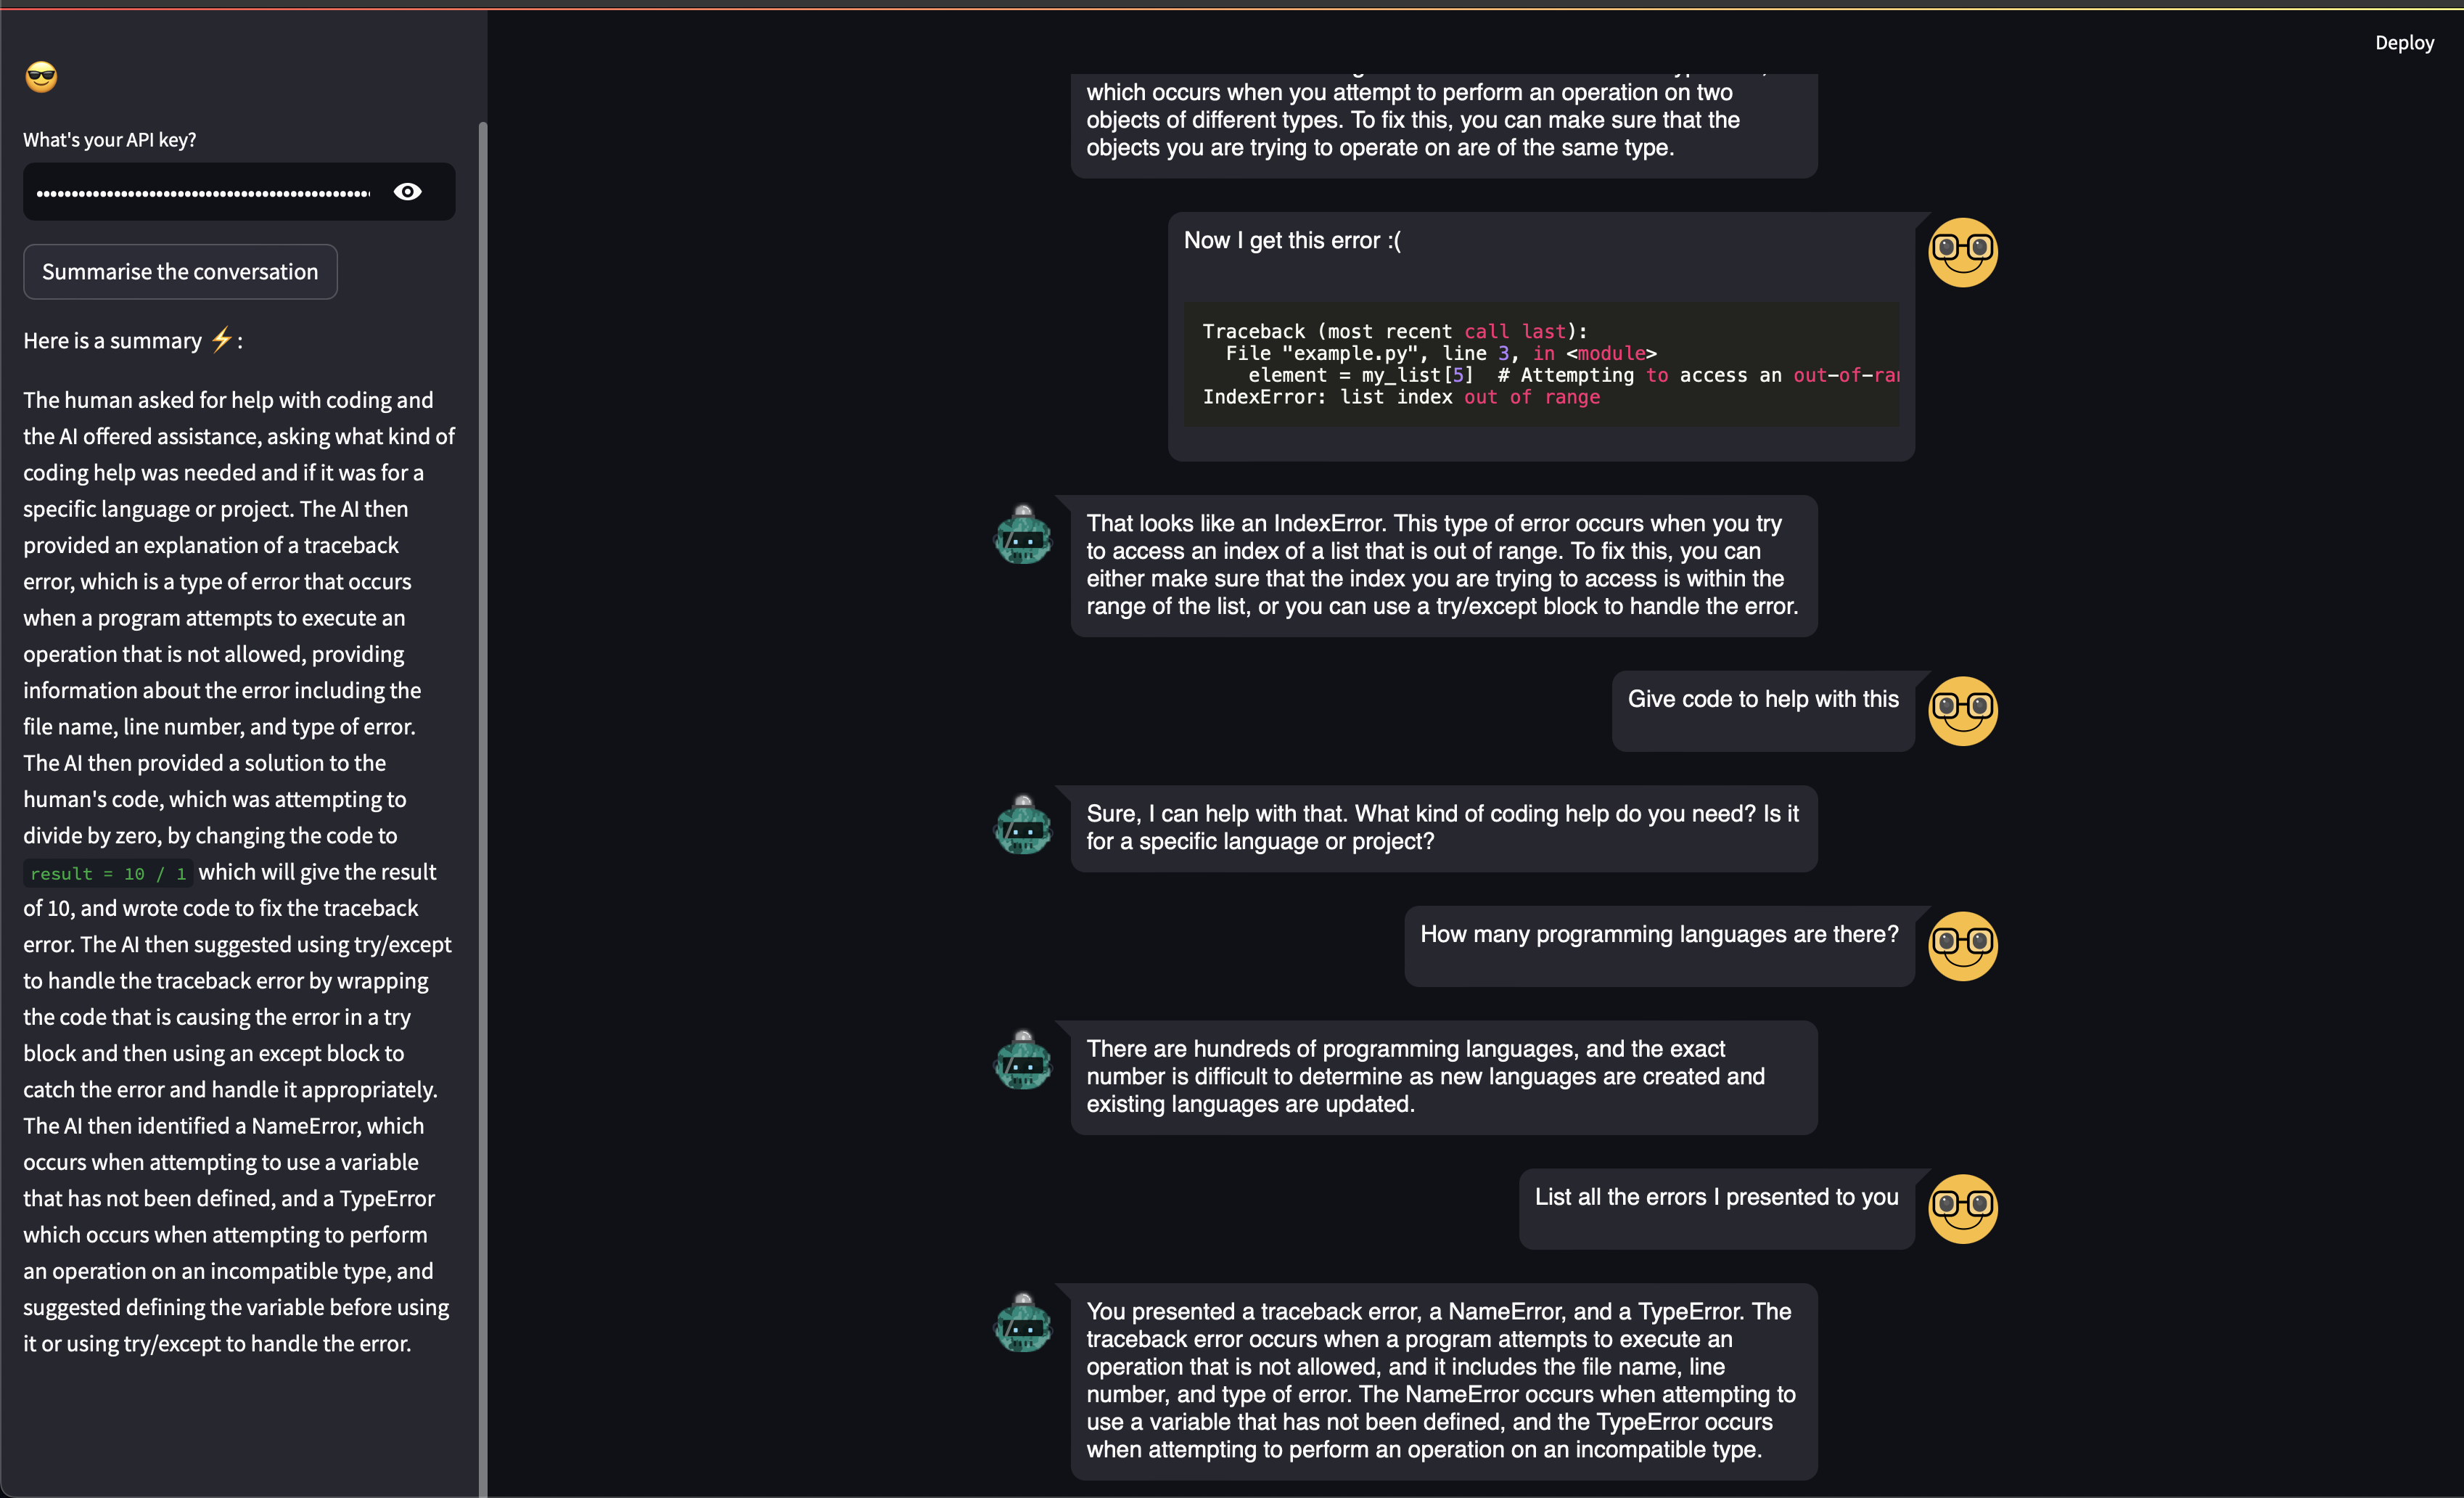 Deploy
What's your API key?
Summarise the conversation
Here is a summary ⚡:
The human asked for help with coding and
the AI offered assistance, asking what kind of
coding help was needed and if it was for a
specific language or project. The AI then
provided an explanation of a traceback
error, which is a type of error that occurs
when a program attempts to execute an
operation that is not allowed, providing
information about the error including the
file name, line number, and type of error.
The AI then provided a solution to the
human's code, which was attempting to
divide by zero, by changing the code to
result = 10 / 1 which will give the result
of 10, and wrote code to fix the traceback
error. The AI then suggested using try/except
to handle the traceback error by wrapping
the code that is causing the error in a try
block and then using an except block to
catch the error and handle it appropriately.
The AI then identified a NameError, which
occurs when attempting to use a variable
that has not been defined, and a TypeError
which occurs when attempting to perform
an operation on an incompatible type, and
suggested defining the variable before using
it or using try/except to handle the error.
which occurs when you attempt to perform an operation on two
objects of different types. To fix this, you can make sure that the
objects you are trying to operate on are of the same type.
Now I get this error :(
Traceback (most recent call last):
File "example.py", line 3, in <module>
element = my_list[5] # Attempting to access an out-of-ran
IndexError: list index out of range
That looks like an IndexError. This type of error occurs when you try
to access an index of a list that is out of range. To fix this, you can
either make sure that the index you are trying to access is within the
range of the list, or you can use a try/except block to handle the error.
Give code to help with this
Sure, I can help with that. What kind of coding help do you need? Is it
for a specific language or project?
How many programming languages are there?
There are hundreds of programming languages, and the exact
number is difficult to determine as new languages are created and
existing languages are updated.
List all the errors I presented to you
You presented a traceback error, a NameError, and a TypeError. The
traceback error occurs when a program attempts to execute an
operation that is not allowed, and it includes the file name, line
number, and type of error. The NameError occurs when attempting to
use a variable that has not been defined, and the TypeError occurs
when attempting to perform an operation on an incompatible type.